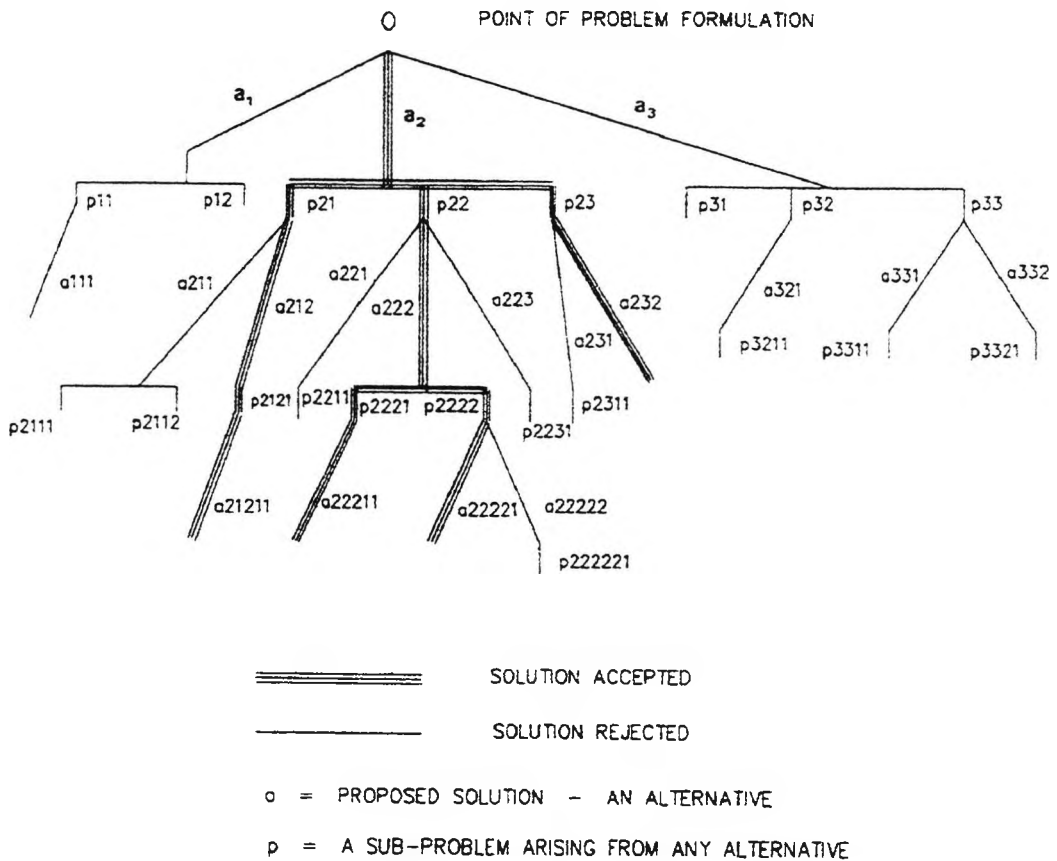 O POINT OF PROBLEM FORMULATION
a1
a2
a3
p11 p12 p21 p22 p23 p31 p32 p33
a111 a211 a212 a221 a222 a223 a231 a232 a321 a331 a332
p3211 p3311 p3321
p2111 p2112 p2121 p2211 p2221 p2222 p2231 p2311
a21211 a22211 a22221 a22222
p222221
SOLUTION ACCEPTED
SOLUTION REJECTED
a = PROPOSED SOLUTION - AN ALTERNATIVE
p = A SUB-PROBLEM ARISING FROM ANY ALTERNATIVE